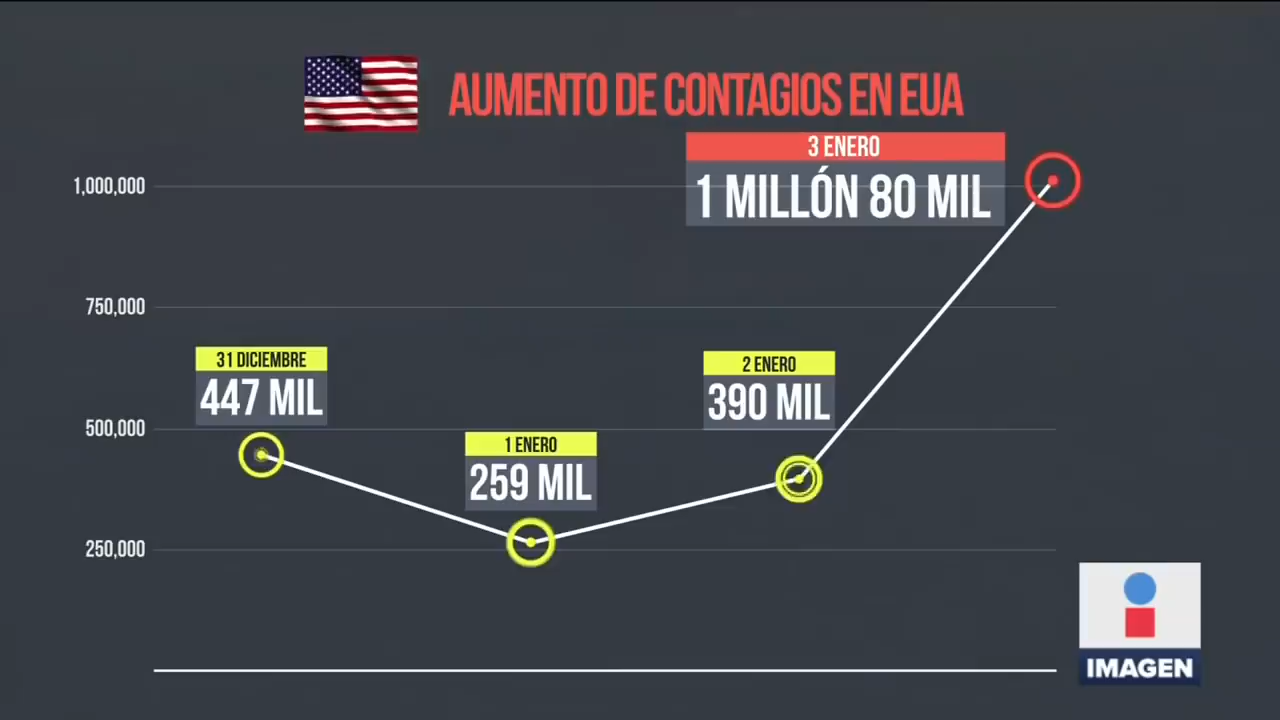 AUMENTO DE CONTAGIOS EN EUA
3 ENERO
1 MILLÓN 80 MIL
1,000,000
750,000
31 DICIEMBRE
447 MIL
2 ENERO
390 MIL
500,000
1 ENERO
259 MIL
250,000
IMAGEN